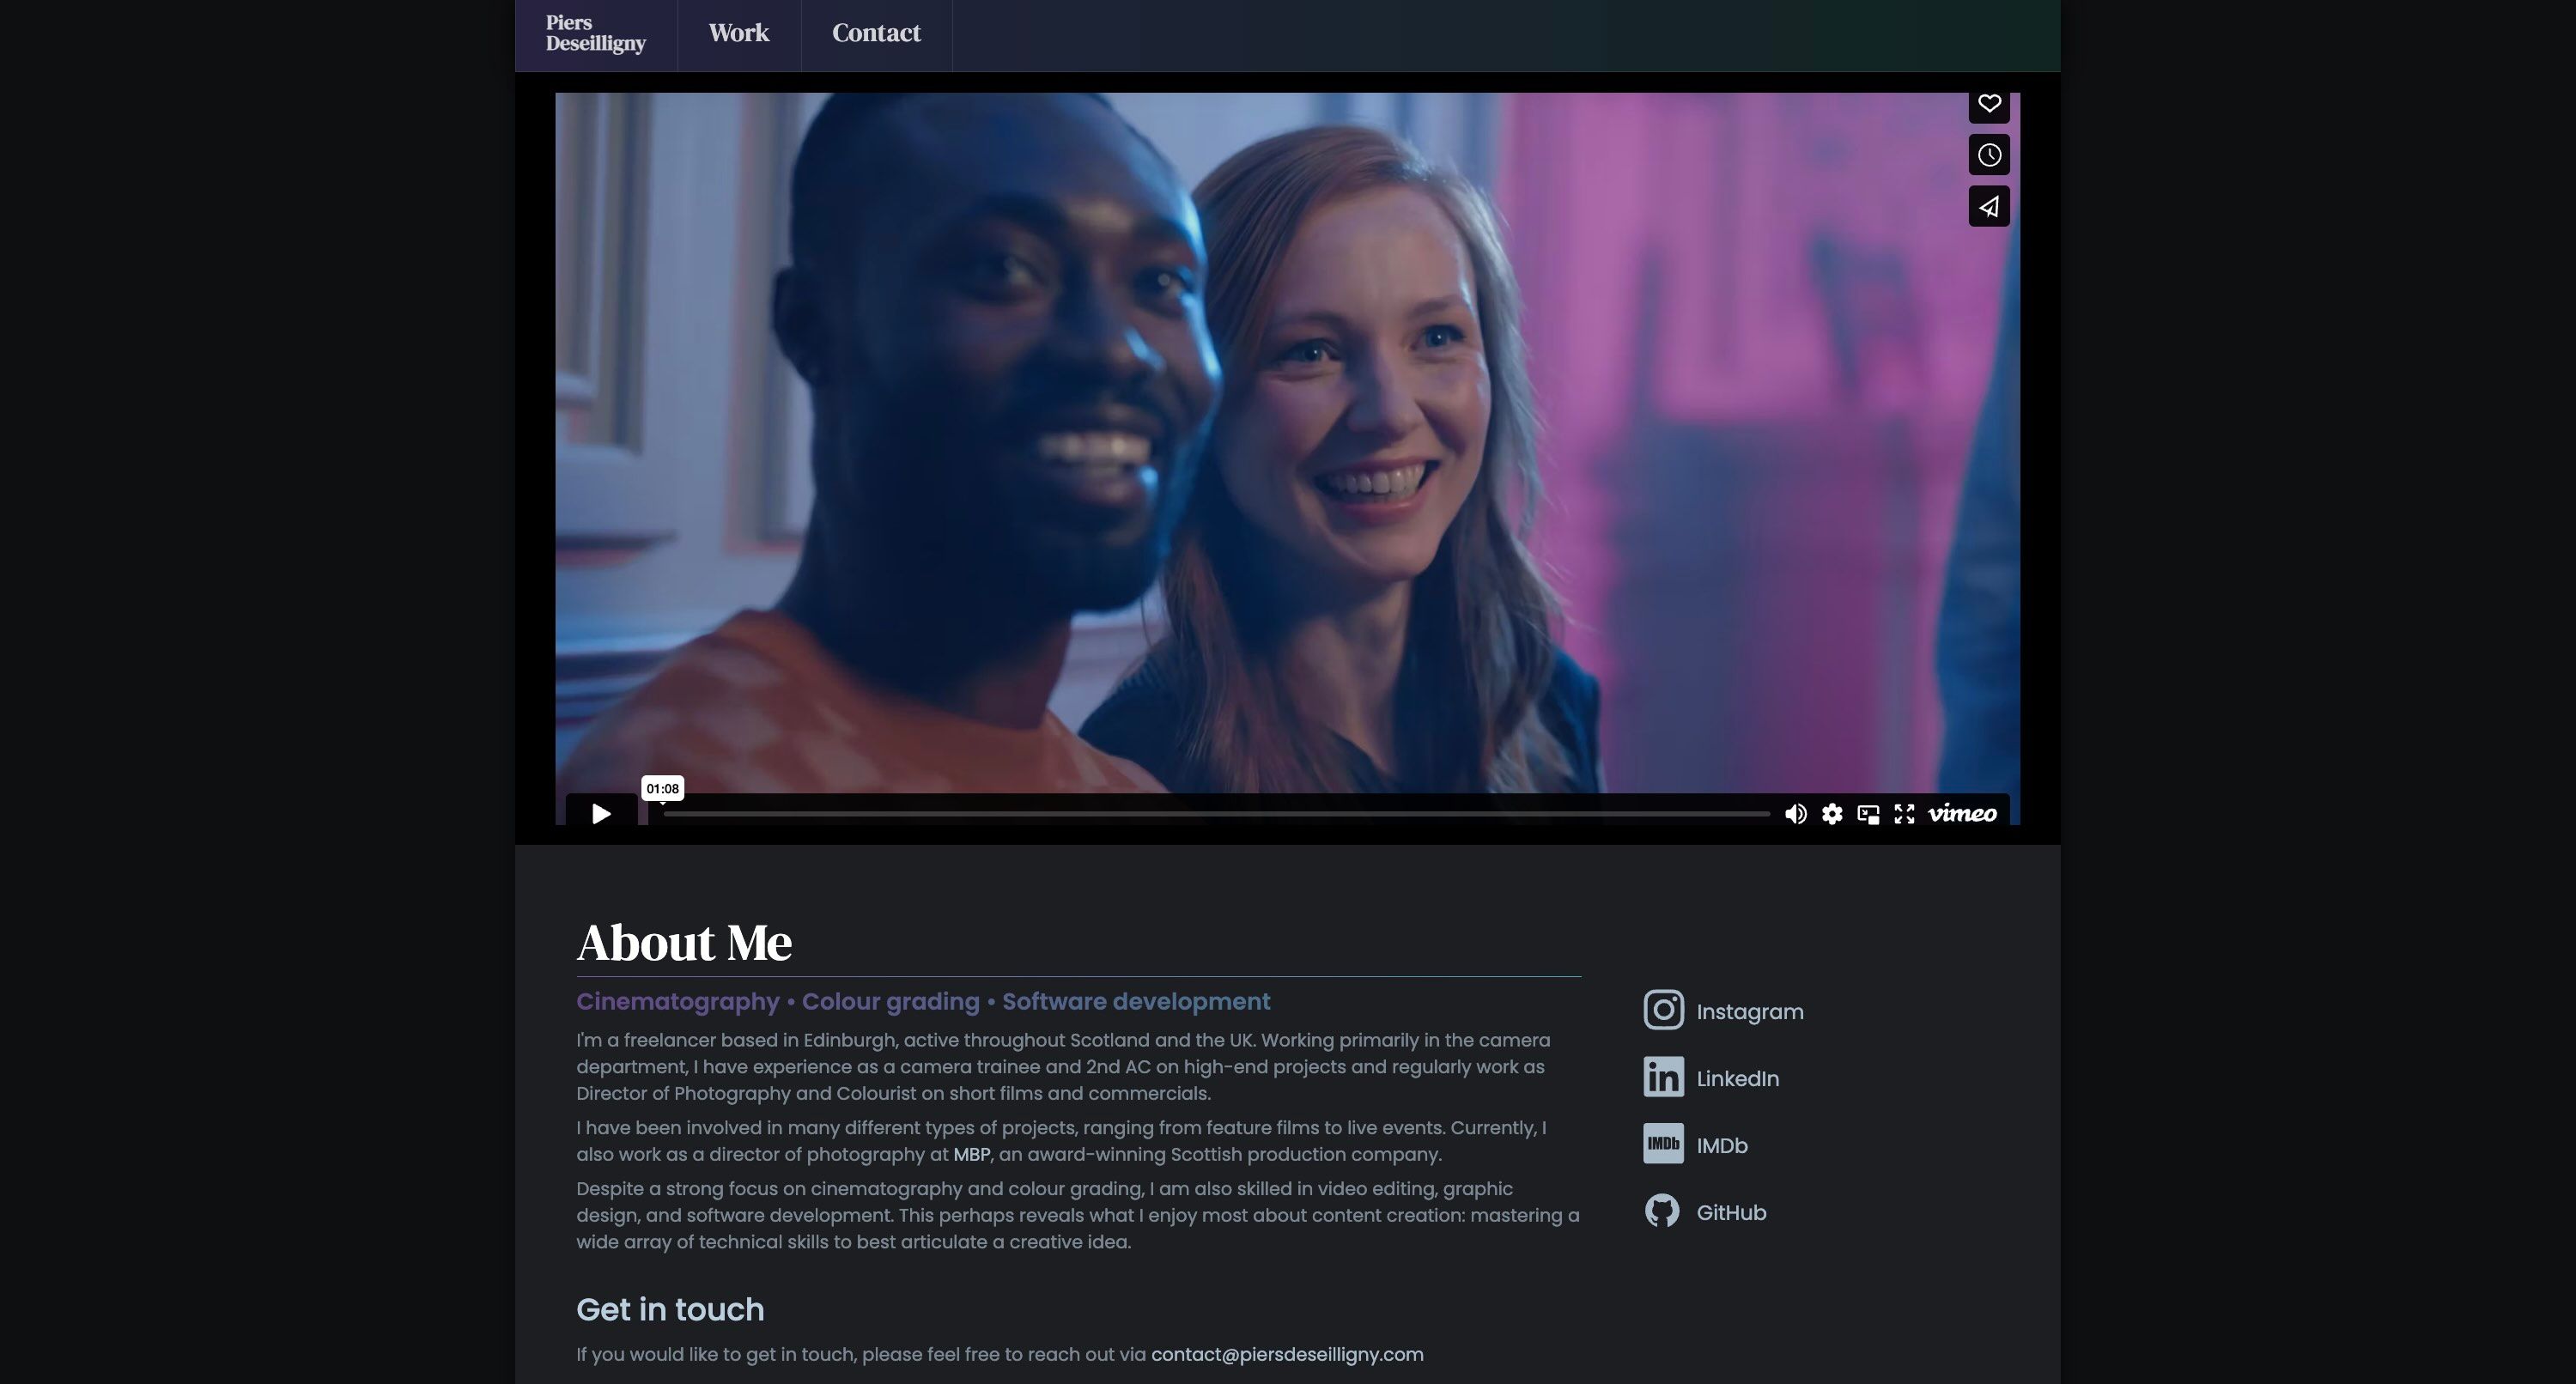 Piers
Deseilligny
Work
Contact
01:08
vimeo
About Me
Cinematography • Colour grading • Software development
I'm a freelancer based in Edinburgh, active throughout Scotland and the UK. Working primarily in the camera
department, I have experience as a camera trainee and 2nd AC on high-end projects and regularly work as
Director of Photography and Colourist on short films and commercials.
I have been involved in many different types of projects, ranging from feature films to live events. Currently, I
also work as a director of photography at MBP, an award-winning Scottish production company.
Despite a strong focus on cinematography and colour grading, I am also skilled in video editing, graphic
design, and software development. This perhaps reveals what I enjoy most about content creation: mastering a
wide array of technical skills to best articulate a creative idea.
Instagram
in LinkedIn
IMDb IMDb
GitHub
Get in touch
If you would like to get in touch, please feel free to reach out via contact@piersdeseilligny.com